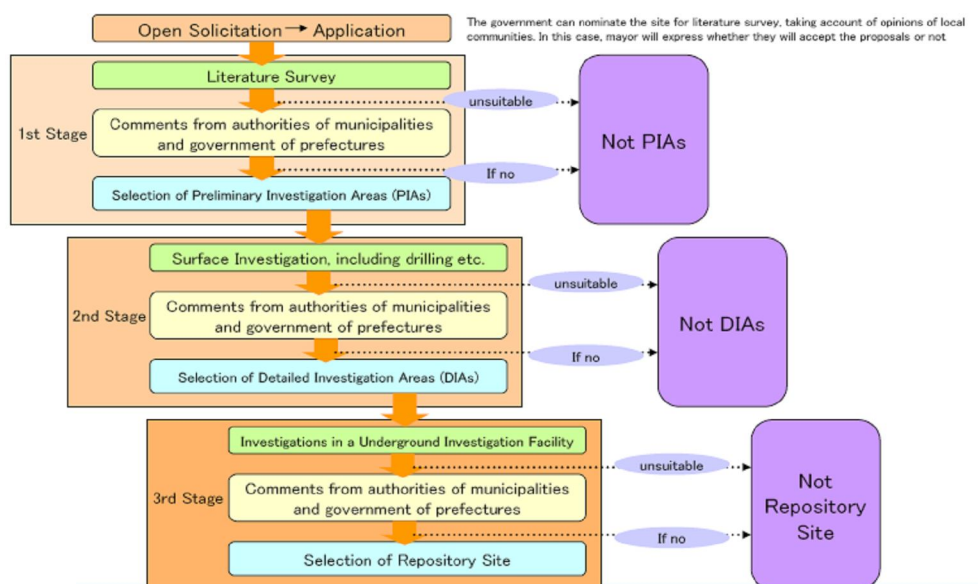 Open Solicitation → Application
The government can nominate the site for literature survey, taking account of opinions of local
communities. In this case, mayor will express whether they will accept the proposals or not
1st Stage
Literature Survey
unsuitable
Comments from authorities of municipalities
and government of prefectures
If no
Selection of Preliminary Investigation Areas (PIAs)
Not PIAs
2nd Stage
Surface Investigation, including drilling etc.
unsuitable
Comments from authorities of municipalities
and government of prefectures
If no
Selection of Detailed Investigation Areas (DIAs)
Not DIAs
3rd Stage
Investigations in a Underground Investigation Facility
unsuitable
Comments from authorities of municipalities
and government of prefectures
If no
Selection of Repository Site
Not
Repository
Site